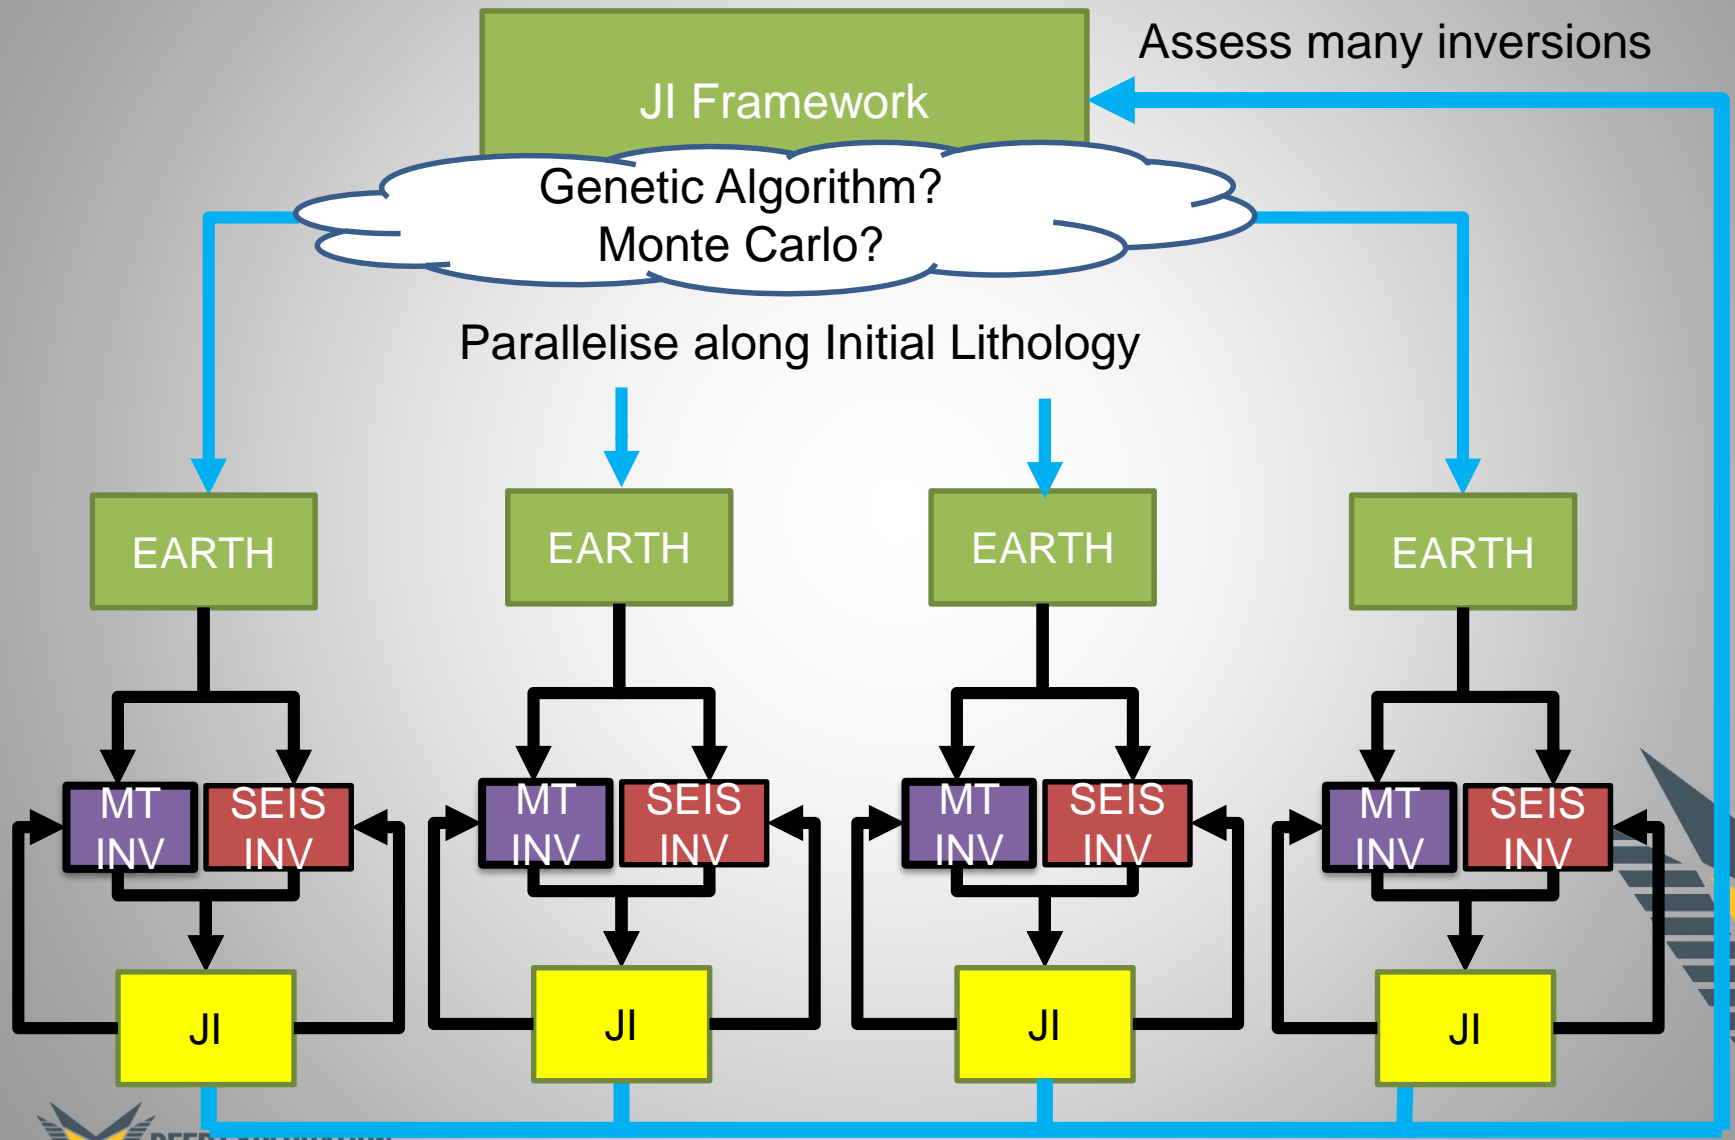 Assess many inversions
JI Framework
Genetic Algorithm?
Monte Carlo?
Parallelise along Initial Lithology
EARTH
EARTH
EARTH
EARTH
MT
INV
SEIS
INV
MT
INV
SEIS
INV
MT
INV
SEIS
INV
MT
INV
SEIS
INV
JI
JI
JI
JI